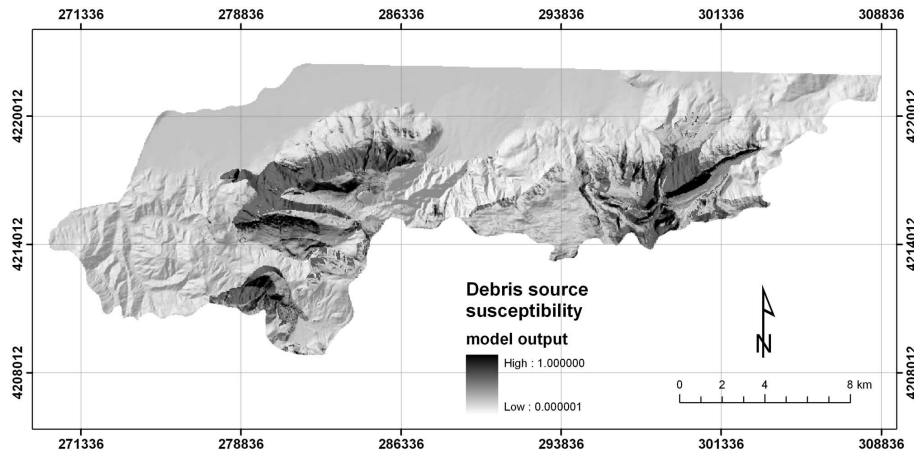 271336 278836 286336 293836 301336 308836
4220012 4220012
4214012 4214012
Debris source
susceptibility
model output
High : 1.000000
Low : 0.000001
N
4208012 4208012
0 2 4 8 km
271336 278836 286336 293836 301336 308836